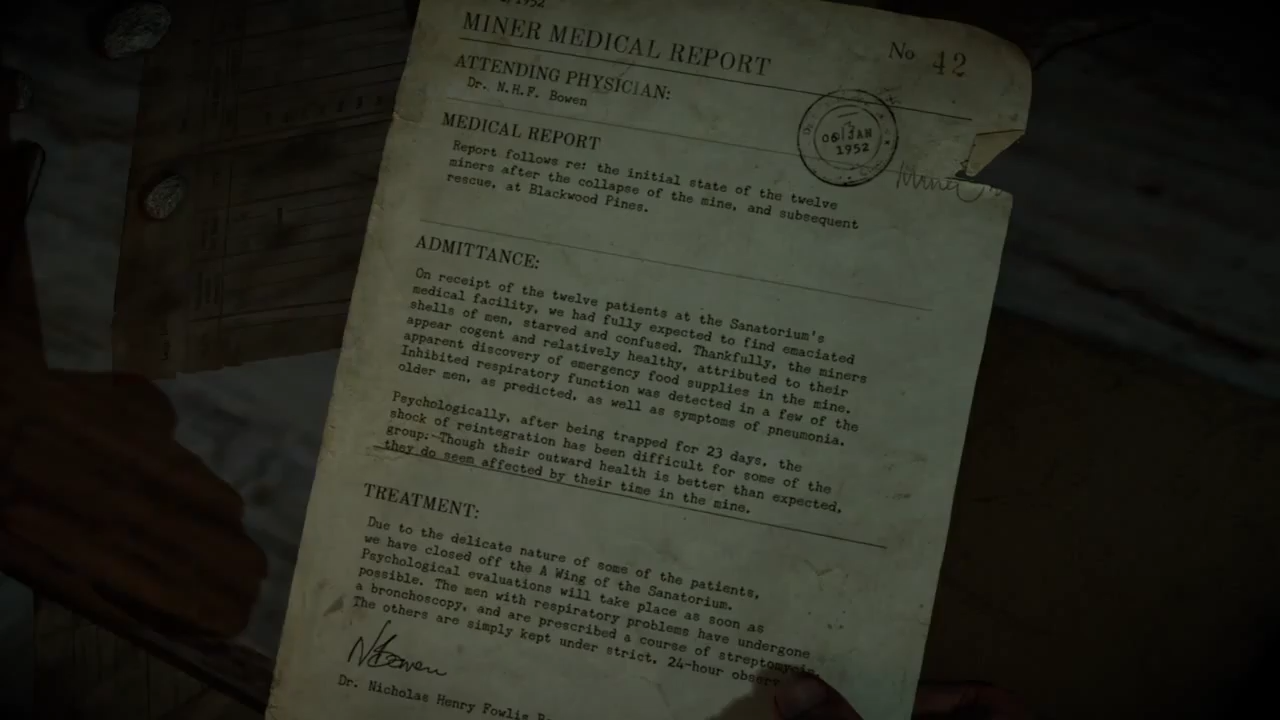 1952
MINER MEDICAL REPORT
No 42
ATTENDING PHYSICIAN:
Dr. N.H.F. Bowen
06 JAN
1952
Miner
MEDICAL REPORT
Report follows re: the initial state of the twelve
miners after the collapse of the mine, and subsequent
rescue, at Blackwood Pines.
ADMITTANCE:
On receipt of the twelve patients at the Sanatorium's
medical facility, we had fully expected to find emaciated
shells of men, starved and confused. Thankfully, the miners
appear cogent and relatively healthy, attributed to their
apparent discovery of emergency food supplies in the mine.
Inhibited respiratory function was detected in a few of the
older men, as predicted, as well as symptoms of pneumonia.
Psychologically, after being trapped for 23 days, the
shock of reintegration has been difficult for some of the
group. Though their outward health is better than expected,
they do seem affected by their time in the mine.
TREATMENT:
Due to the delicate nature of some of the patients,
we have closed off the A Wing of the Sanatorium.
Psychological evaluations will take place as soon as
possible. The men with respiratory problems have undergone
a bronchoscopy, and are prescribed a course of streptomycin.
The others are simply kept under strict, 24-hour obser
NBowen
Dr. Nicholas Henry Fowlis